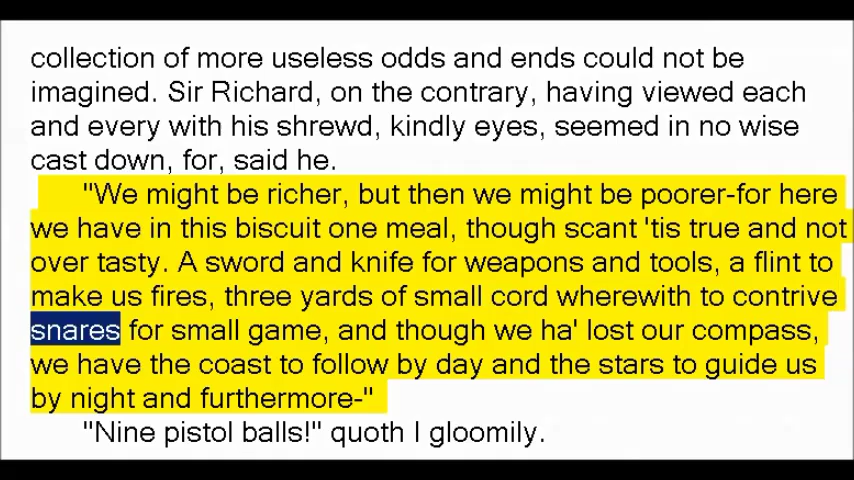 collection of more useless odds and ends could not be
imagined. Sir Richard, on the contrary, having viewed each
and every with his shrewd, kindly eyes, seemed in no wise
cast down, for, said he.
"We might be richer, but then we might be poorer-for here
we have in this biscuit one meal, though scant 'tis true and not
over tasty. A sword and knife for weapons and tools, a flint to
make us fires, three yards of small cord wherewith to contrive
snares for small game, and though we ha' lost our compass,
we have the coast to follow by day and the stars to guide us
by night and furthermore-"
"Nine pistol balls!" quoth I gloomily.